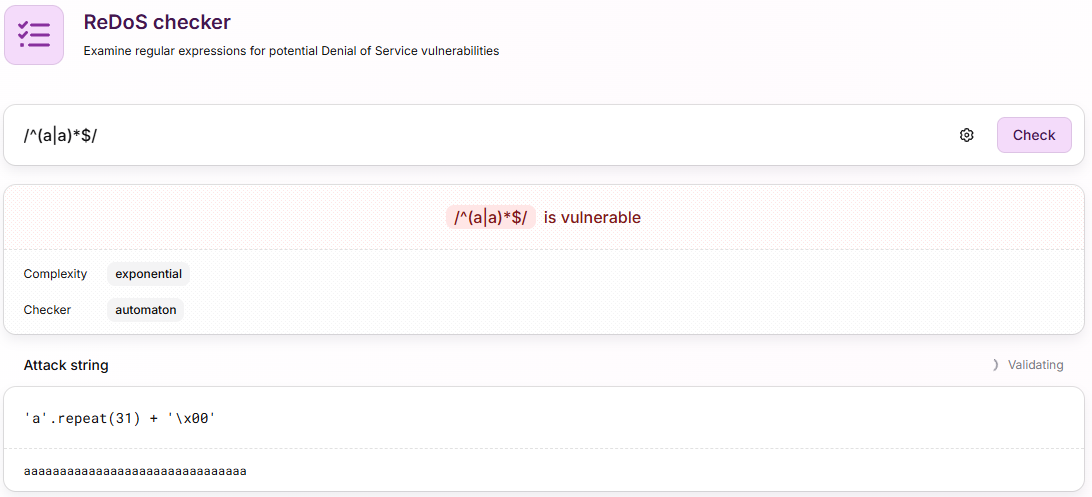 ReDoS checker
Examine regular expressions for potential Denial of Service vulnerabilities
/^(a|a)*$/
Check
/^(a|a)*$/ is vulnerable
Complexity exponential
Checker automaton
Attack string
Validating
'a'.repeat(31) + '\x00'
aaaaaaaaaaaaaaaaaaaaaaaaaaaaaaa